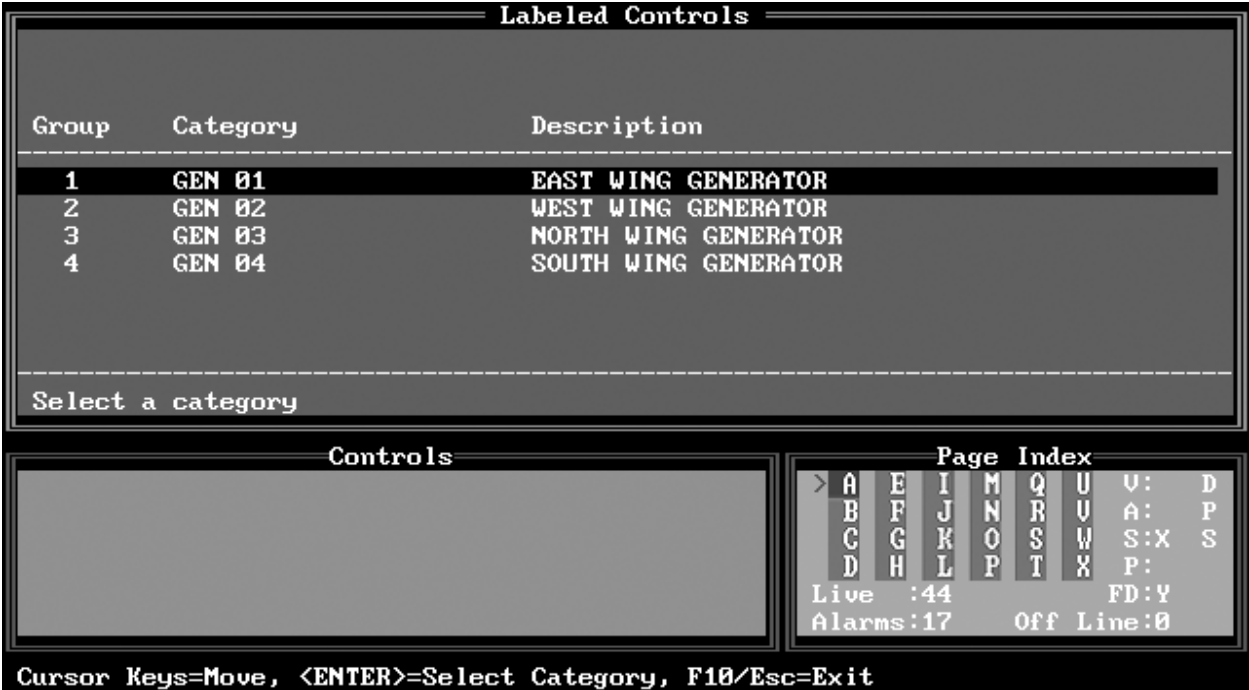 Labeled Controls
Group Category Description
1 GEN 01 EAST WING GENERATOR
2 GEN 02 WEST WING GENERATOR
3 GEN 03 NORTH WING GENERATOR
4 GEN 04 SOUTH WING GENERATOR
Select a category
Controls
Page Index
> A E I M Q U V: D
B F J N R V A: P
C G K O S W S:X S
D H L P T X P:
Live :44 FD:Y
Alarms:17 Off Line:0
Cursor Keys=Move, <ENTER>=Select Category, F10/Esc=Exit